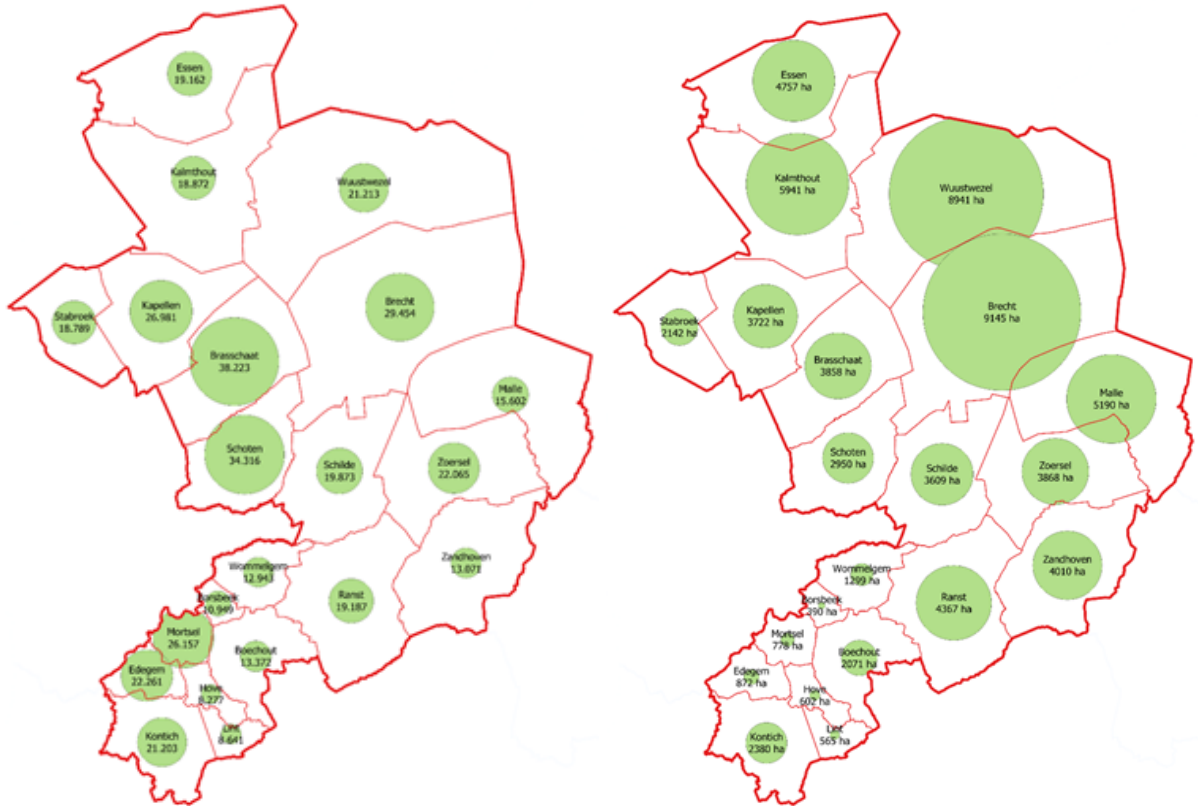 Essen
19.162
Kalmthout
18.872
Wuustwezel
21.213
Stabroek
18.789
Kapellen
26.981
Brecht
29.454
Brasschaat
38.223
Malle
15.602
Schoten
34.316
Schilde
19.873
Zoersel
22.065
Wommelgem
12.943
Zandhoven
13.071
Borsbeek
10.949
Ranst
19.187
Mortsel
26.157
Boechout
13.372
Edegem
22.261
Hove
8.277
Kontich
21.203
Lint
8.641
Essen
4757 ha
Kalmthout
5941 ha
Wuustwezel
8941 ha
Stabroek
2142 ha
Kapellen
3722 ha
Brecht
9145 ha
Brasschaat
3858 ha
Malle
5190 ha
Schoten
2950 ha
Schilde
3609 ha
Zoersel
3868 ha
Wommelgem
1299 ha
Zandhoven
4010 ha
Borsbeek
390 ha
Ranst
4367 ha
Mortsel
778 ha
Boechout
2071 ha
Edegem
872 ha
Hove
602 ha
Kontich
2380 ha
Lint
565 ha